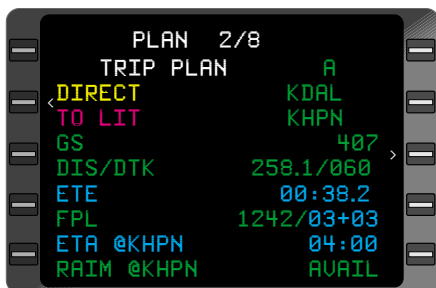 PLAN 2/8
TRIP PLAN A
‹DIRECT KDAL
TO LIT KHPN
GS 407 ›
DIS/DTK 258.1/060
ETE 00:38.2
FPL 1242/03+03
ETA @KHPN 04:00
RAIM @KHPN AVAIL